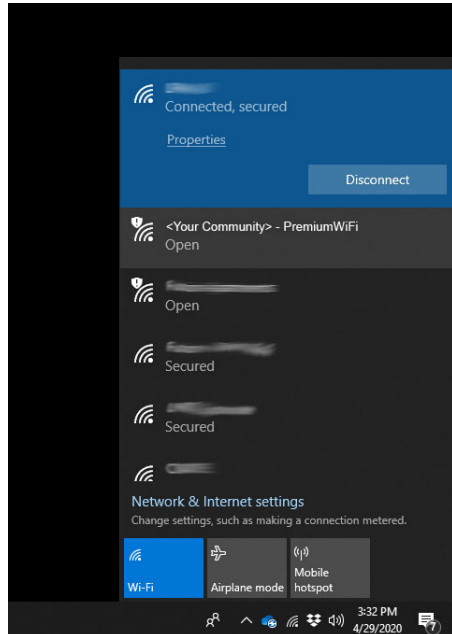 Connected, secured
Properties
Disconnect
<Your Community> - PremiumWiFi
Open
Open
Secured
Secured
Network & Internet settings
Change settings, such as making a connection metered.
Wi-Fi
Airplane mode
Mobile
hotspot
3:32 PM
4/29/2020
7